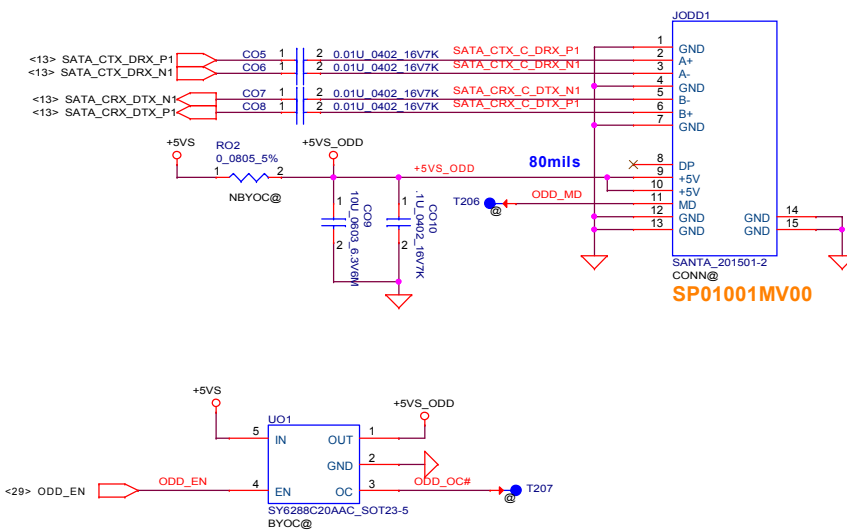 JODD1
<13> SATA_CTX_DRX_P1 CO5 1 2 0.01U_0402_16V7K SATA_CTX_C_DRX_P1
<13> SATA_CTX_DRX_N1 CO6 1 2 0.01U_0402_16V7K SATA_CTX_C_DRX_N1
<13> SATA_CRX_DTX_N1 CO7 1 2 0.01U_0402_16V7K SATA_CRX_C_DTX_N1
<13> SATA_CRX_DTX_P1 CO8 1 2 0.01U_0402_16V7K SATA_CRX_C_DTX_P1
1 GND
2 A+
3 A-
4 GND
5 B-
6 B+
7 GND
8 DP
9 +5V
10 +5V
11 MD
12 GND
13 GND
GND 14
GND 15
SANTA_201501-2
CONN@
SP01001MV00
+5VS
RO2
0_0805_5%
1 2
NBYOC@
+5VS_ODD
+5VS_ODD
80mils
T206
@
ODD_MD
1
2
CO9
10U_0603_6.3V6M
1
2
CO10
.1U_0402_16V7K
+5VS
+5VS_ODD
UO1
5 IN OUT 1
GND 2
<29> ODD_EN ODD_EN 4 EN OC 3 ODD_OC# T207
@
SY6288C20AAC_SOT23-5
BYOC@